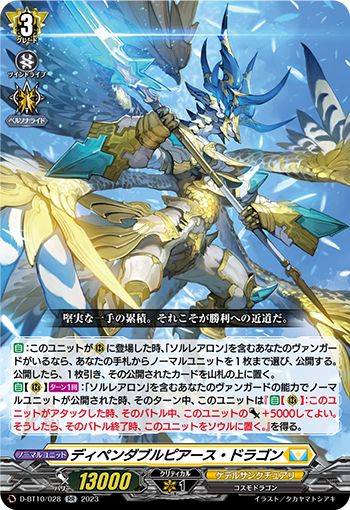 3
グレード
ツインドライブ
ペルソナライド
堅実な一手の累積。それこそが勝利への近道だ。
自:このユニットがⓇに登場した時、「ソルレアロン」を含むあなたのヴァンガー
ドがいるなら、あなたの手札からノーマルユニットを1枚まで選び、公開する。
公開したら、1枚引き、その公開されたカードを山札の上に置く。
自【Ⓡ】ターン1回:「ソルレアロン」を含むあなたのヴァンガードの能力でノーマ
ルユニットが公開された時、そのターン中、このユニットは『自【Ⓡ】:このユニ
ットがアタックした時、そのバトル中、このユニットの+5000してよい。
そうしたら、そのバトル終了時、このユニットをソウルに置く。』を得る。
ノーマルユニット
ディペンダブルピアース・ドラゴン
パワー
13000
クリティカル
1
ケテルサンクチュアリ
コスモドラゴン
D-BT10/028 RR 2023
イラスト/タカヤマトシアキ